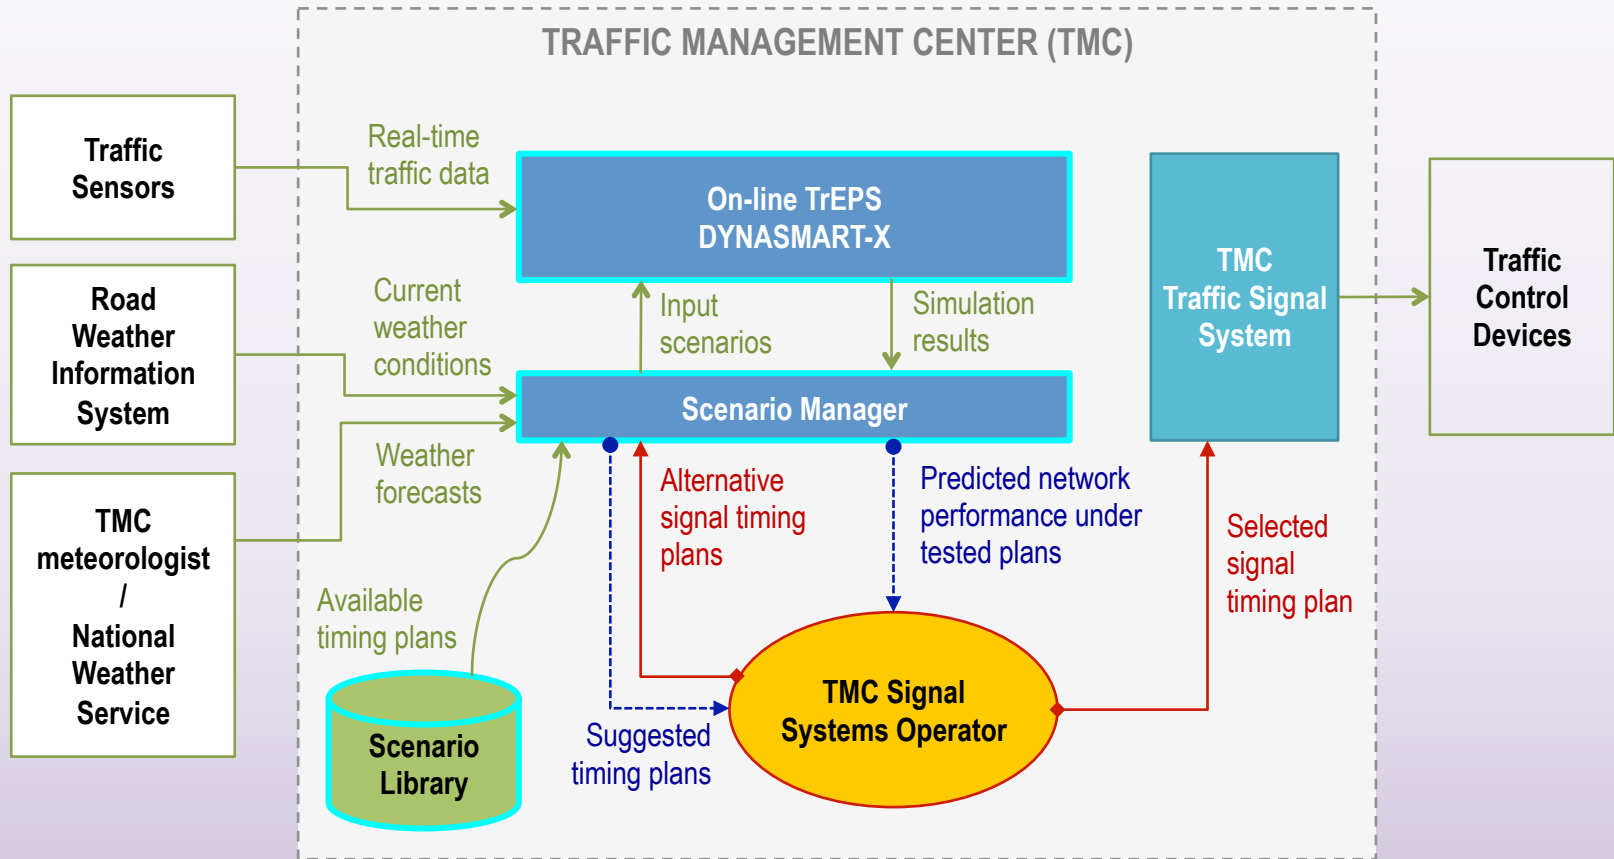 TRAFFIC MANAGEMENT CENTER (TMC)
Traffic
Sensors
Real-time
traffic data
On-line TrEPS
DYNASMART-X
TMC
Traffic Signal
System
Traffic
Control
Devices
Road
Weather
Information
System
Current
weather
conditions
Input
scenarios
Simulation
results
Scenario Manager
Weather
forecasts
TMC
meteorologist
/
National
Weather
Service
Alternative
signal timing
plans
Predicted network
performance under
tested plans
Selected
signal
timing plan
Available
timing plans
Scenario
Library
Suggested
timing plans
TMC Signal
Systems Operator